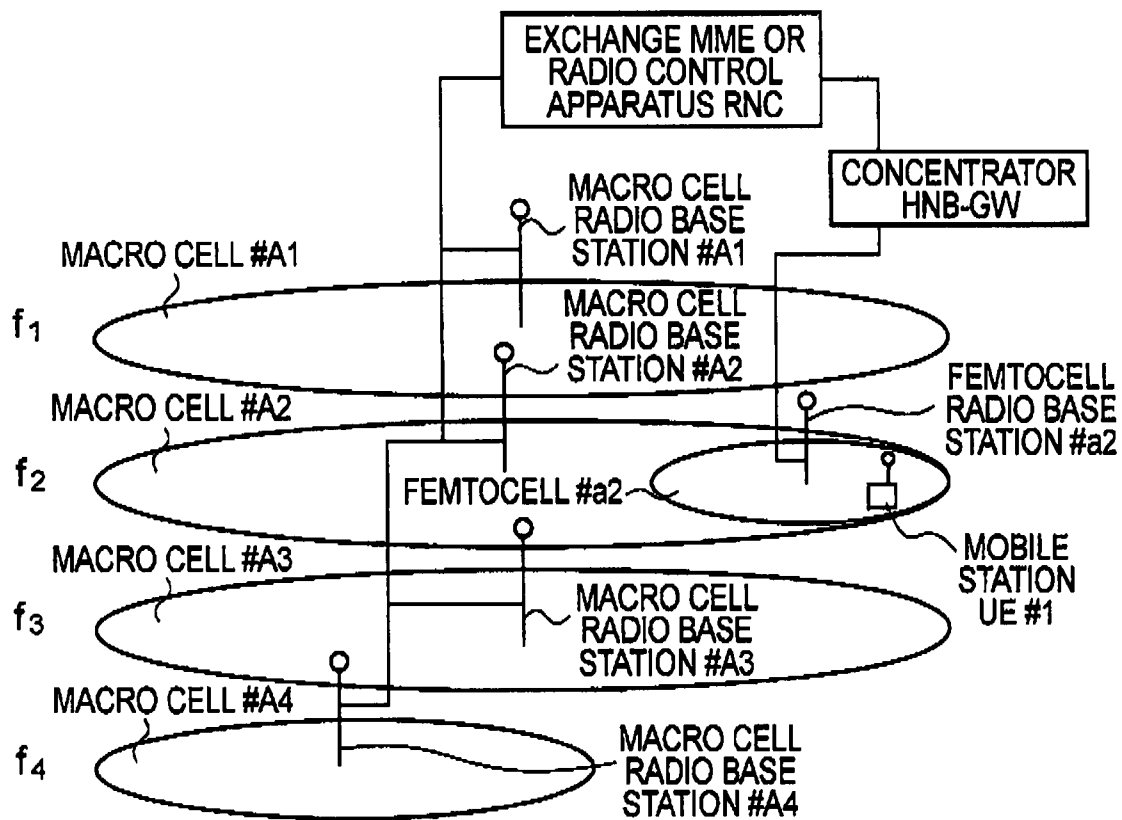 EXCHANGE MME OR
RADIO CONTROL
APPARATUS RNC
CONCENTRATOR
HNB-GW
MACRO CELL
RADIO BASE
STATION #A1
MACRO CELL #A1
f1
MACRO CELL
RADIO BASE
STATION #A2
MACRO CELL #A2
f2
FEMTOCELL
RADIO BASE
STATION #a2
FEMTOCELL #a2
MOBILE
STATION
UE #1
MACRO CELL #A3
f3
MACRO CELL
RADIO BASE
STATION #A3
MACRO CELL #A4
f4
MACRO CELL
RADIO BASE
STATION #A4